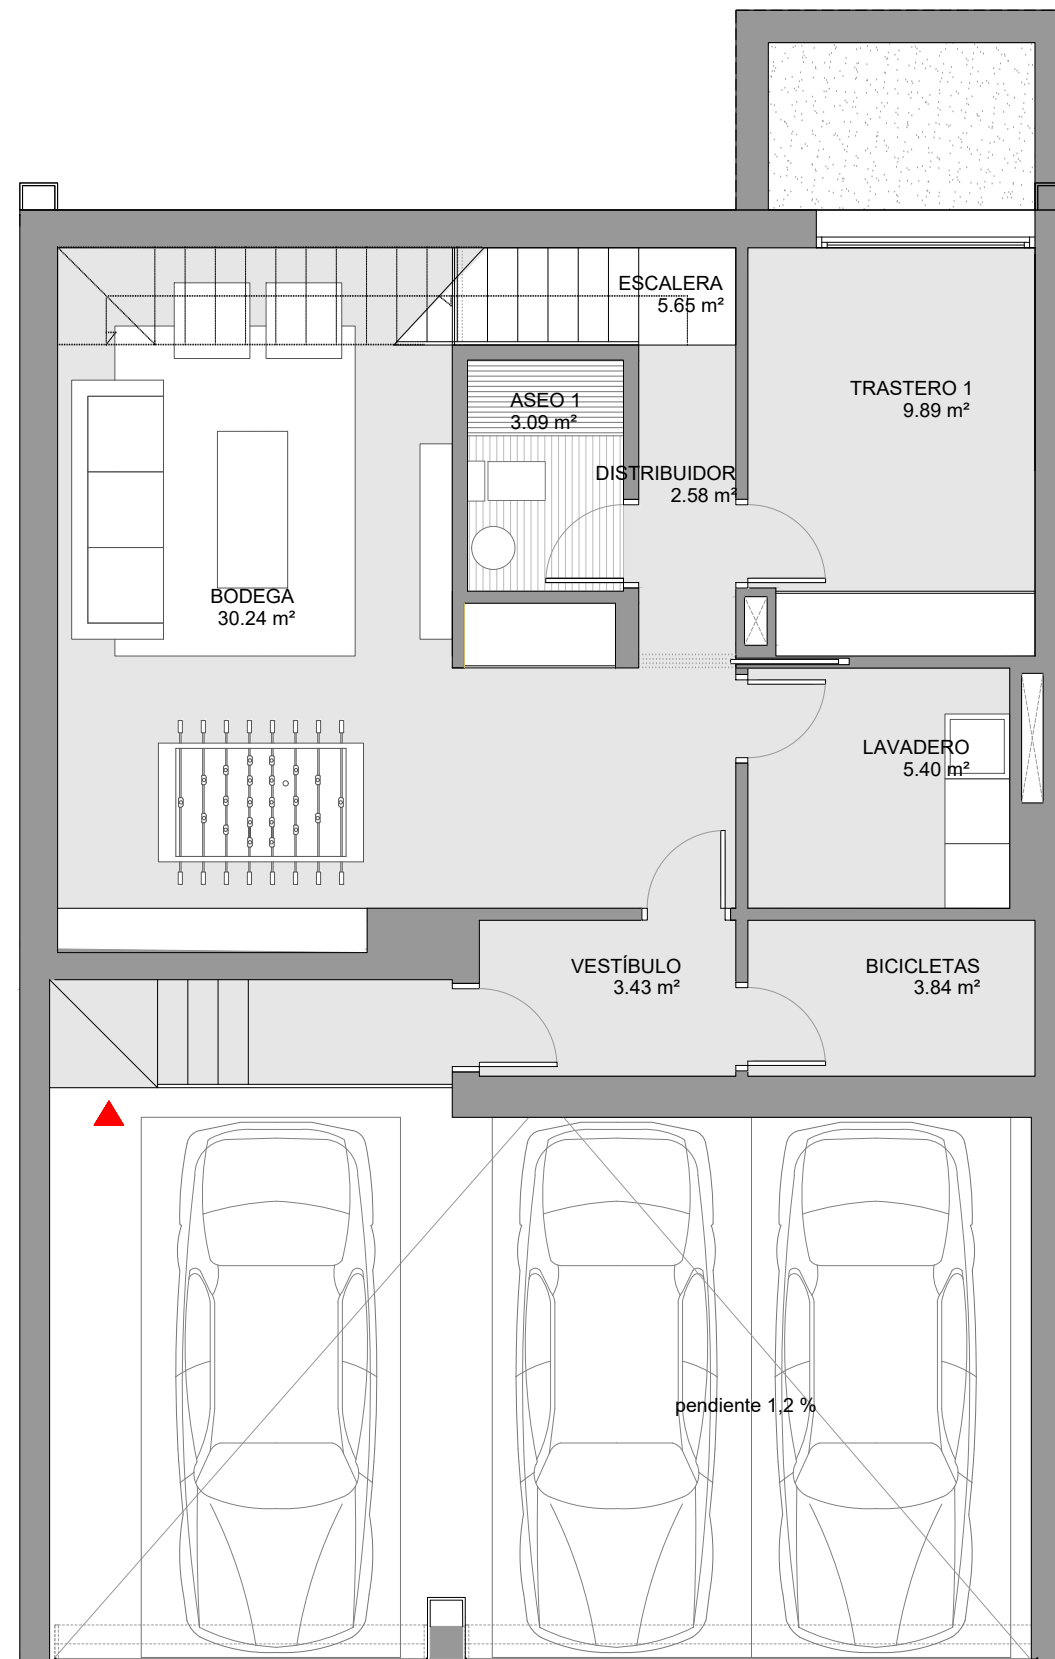 ESCALERA
5.65 m²
TRASTERO 1
9.89 m²
ASEO 1
3.09 m²
DISTRIBUIDOR
2.58 m²
BODEGA
30.24 m²
LAVADERO
5.40 m²
VESTÍBULO
3.43 m²
BICICLETAS
3.84 m²
pendiente 1,2 %